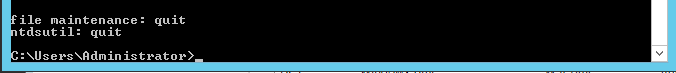 file maintenance: quit
ntdsutil: quit
C:\Users\Administrator>_